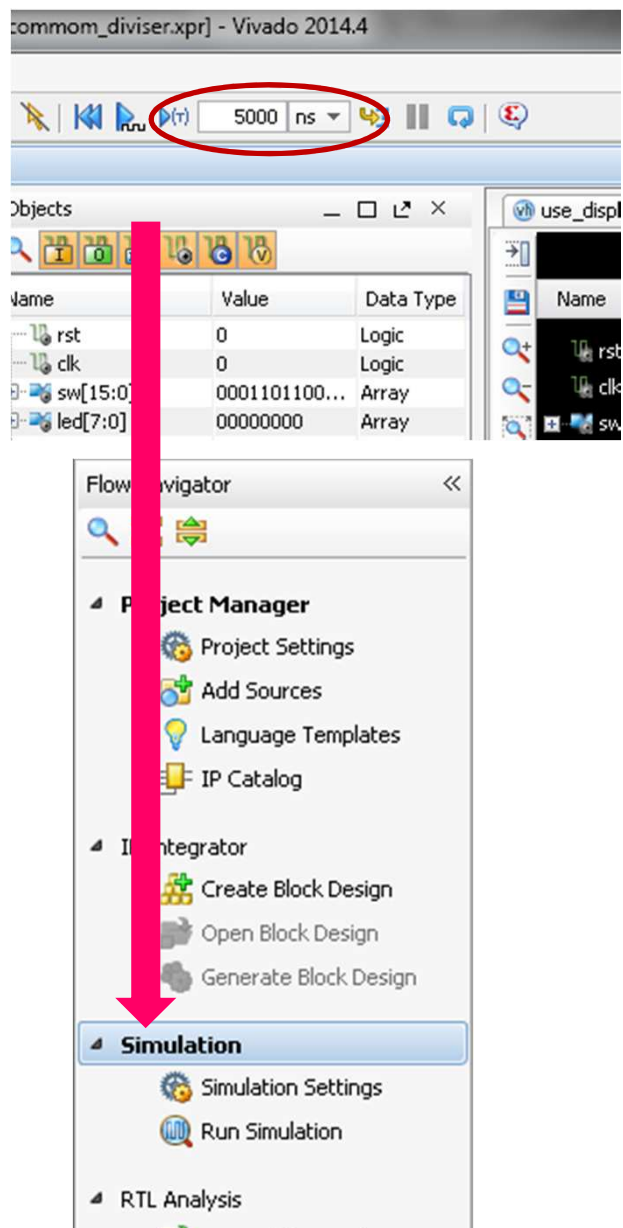 commom_diviser.xpr] - Vivado 2014.4
(T) 5000 ns
Objects
use_displ
Name Value Data Type
Name
rst 0 Logic
rst
clk 0 Logic
clk
sw[15:0] 0001101100... Array
sw
led[7:0] 00000000 Array
Flow avigator
P ject Manager
Project Settings
Add Sources
Language Templates
IP Catalog
I ntegrator
Create Block Design
Open Block Design
Generate Block Design
Simulation
Simulation Settings
Run Simulation
RTL Analysis